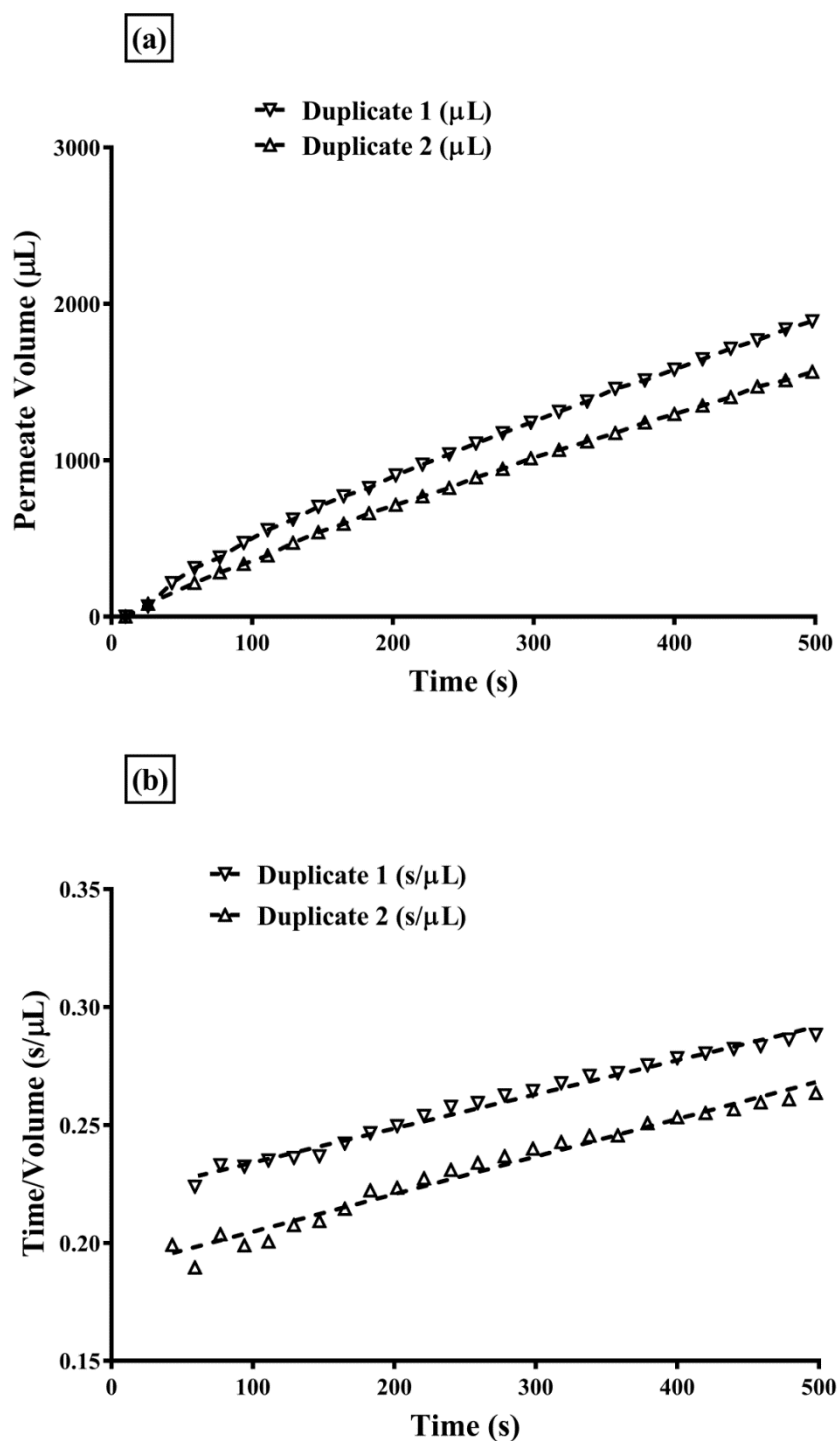 (a)
Duplicate 1 (μL)
Duplicate 2 (μL)
3000
2000
1000
0
0
100
200
300
400
500
Permeate Volume (μL)
Time (s)
(b)
Duplicate 1 (s/μL)
Duplicate 2 (s/μL)
0.35
0.30
0.25
0.20
0.15
0
100
200
300
400
500
Time/Volume (s/μL)
Time (s)